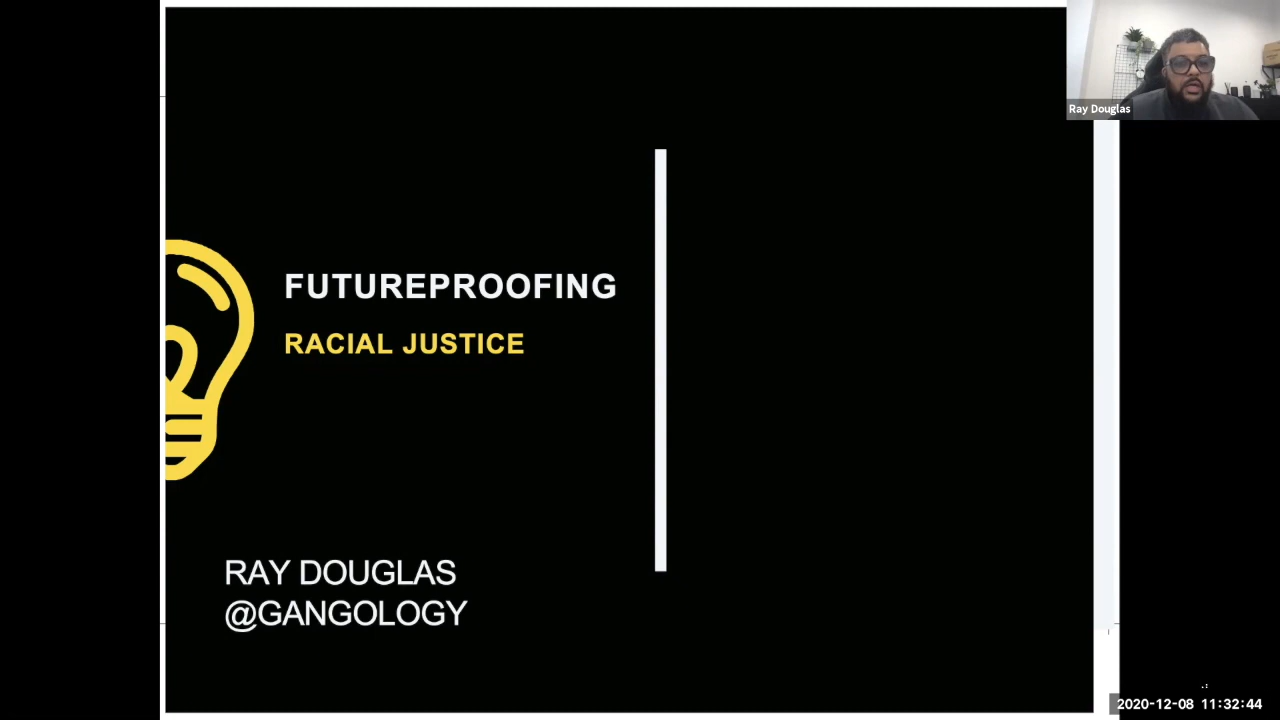 FUTUREPROOFING
RACIAL JUSTICE
RAY DOUGLAS
@GANGOLOGY
Ray Douglas
2020-12-08 11:32:44